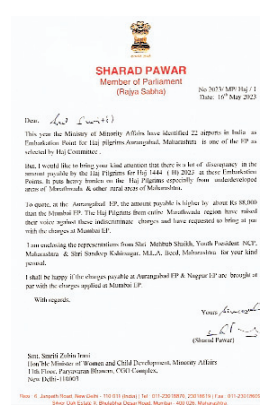 SHARAD PAWAR
Member of Parliament
(Rajya Sabha)
No 2023/ MP/ Haj / 1
Date: 16th May 2023
Dear,
This year the Ministry of Minority Affairs have identified 22 airports in India as
Embarkation Point for Haj pilgrims. Aurangabad, Maharashtra is one of the EP as
selected by Haj Committee
that, I would like to bring your kind attention that there is a lot of discrepancy in the
amount payable by the Pilgrims for Haj 1444 ( H) 2023 at these Embarkation
Points. It puts heavy burden on the Haj Pilgrims especially from underdeveloped
areas of Marathwada & other rural areas of Maharashtra.
To quote, at the Aurangabad EP, the amount payable is higher by about Rs 88,000
than the Mumbai EP. The Haj Pilgrims from entire Marathwada region have raised
their voice against these indiscriminate charges and have requested to bring at par
with the charges at Mumbai EP.
I am enclosing the representations from Shri Mehbub Shaikh, Youth President NCP,
Maharashtra & Shri Sandeep Kshirsagar, M.L.A. Beed, Maharashtra for your kind
perusal.
I shall be happy if the charges payable at Aurangabad EP & Nagpur EP are brought at
par with the charges applied at Mumbai EP.
With regards,
Yours
(Sharad Pawar)
Smt. Smriti Zubin Irani
Hon'ble Minister of Women and Child Development, Minority Affairs
11th Floor, Paryavaran Bhawan, CGO Complex,
New Delhi-110003
6, Janpath Road, New Delhi - 110 011 (India)